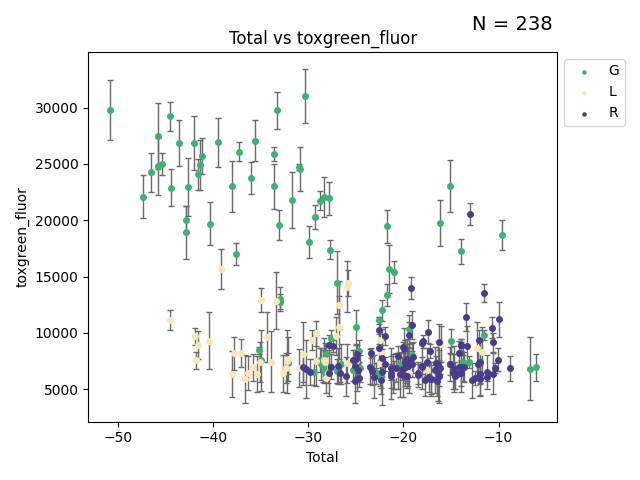 N = 238
Total vs toxgreen_fluor
G
L
R
30000
25000
20000
15000
10000
5000
toxgreen_fluor
−50 −40 −30 −20 −10
Total